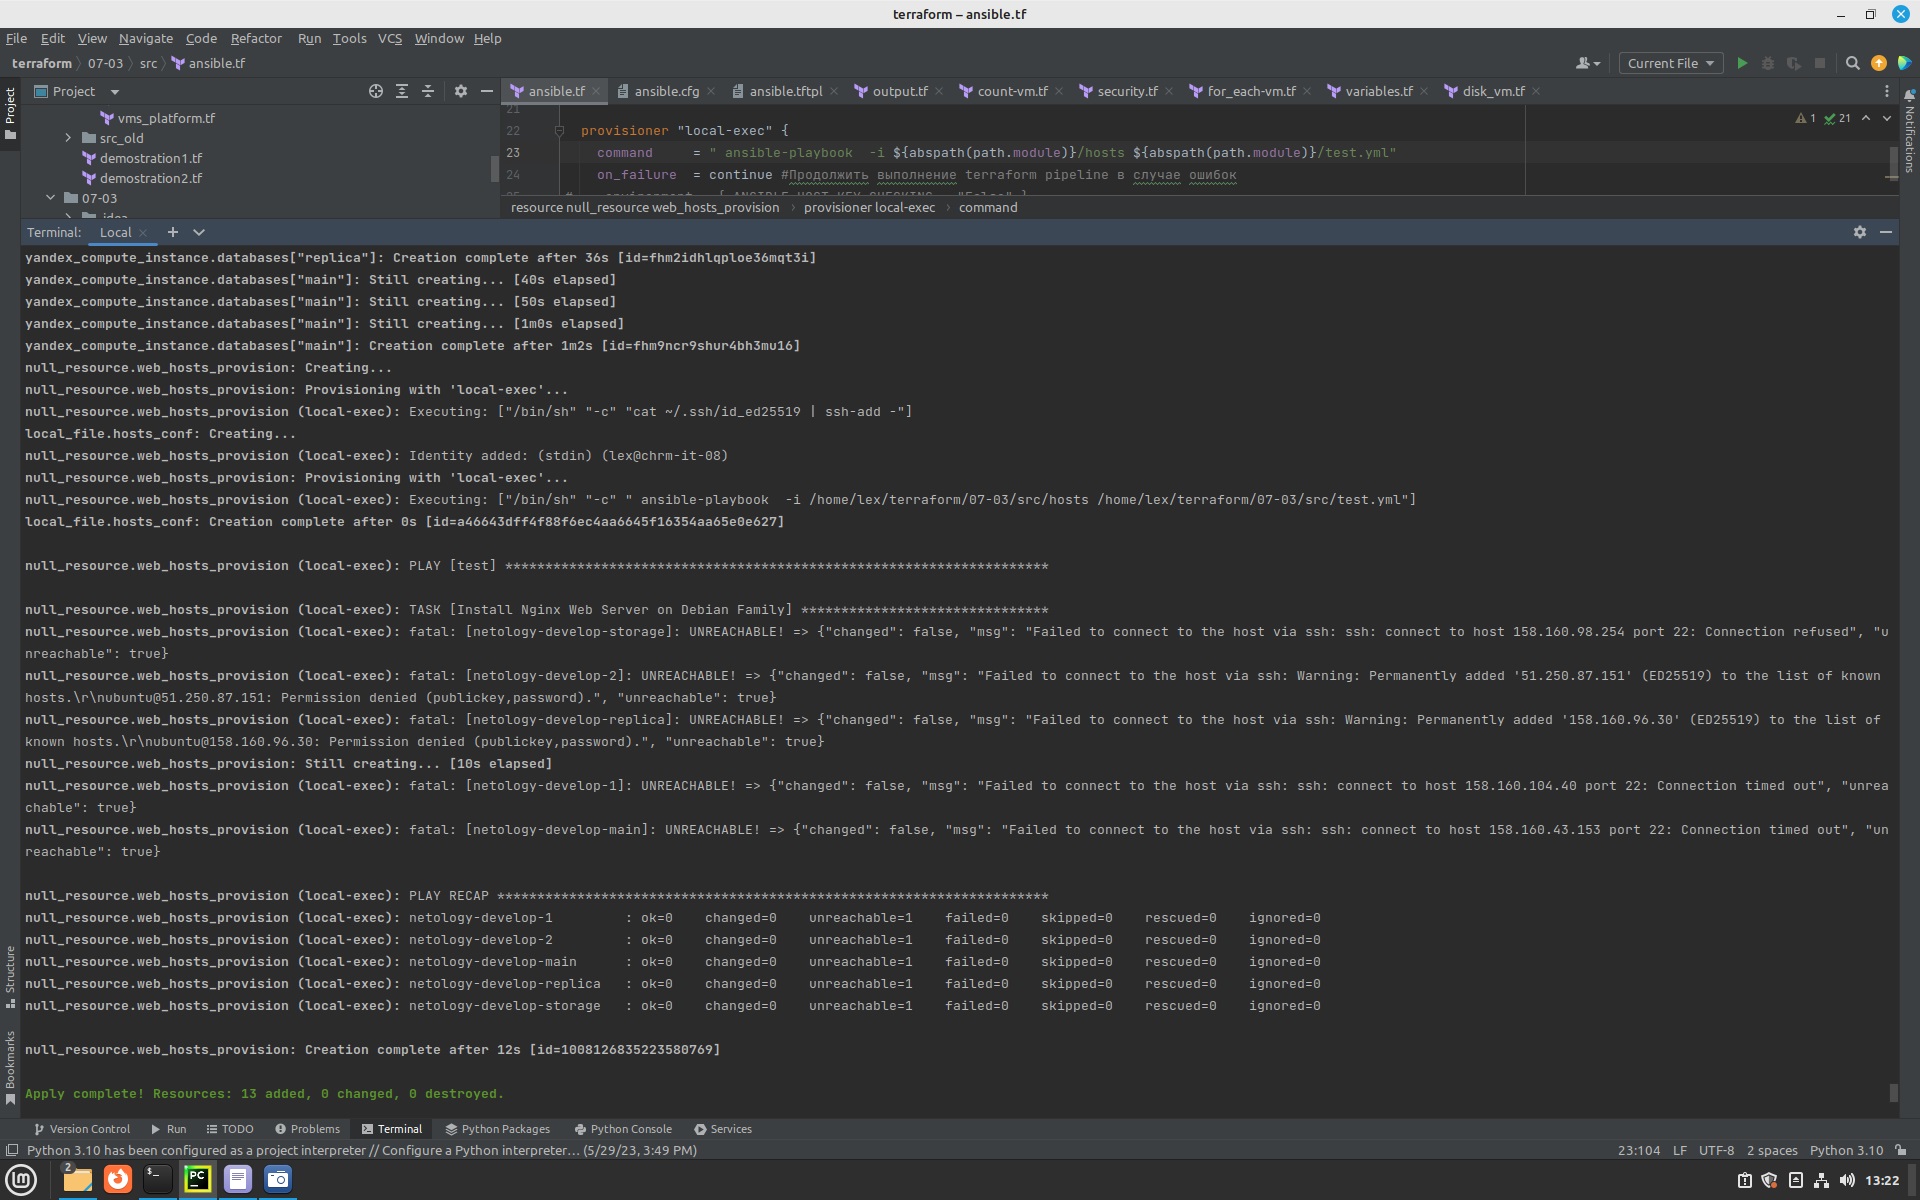 terraform – ansible.tf
File Edit View Navigate Code Refactor Run Tools VCS Window Help
terraform 07-03 src ansible.tf Current File
Project Project ansible.tf ansible.cfg ansible.tftpl output.tf count-vm.tf security.tf for_each-vm.tf variables.tf disk_vm.tf Notifications
vms_platform.tf
src_old
demostration1.tf
demostration2.tf
07-03
.idea
21
22 provisioner "local-exec" { 1 21
23 command = " ansible-playbook -i ${abspath(path.module)}/hosts ${abspath(path.module)}/test.yml"
24 on_failure = continue #Продолжить выполнение terraform pipeline в случае ошибок
25 # environment = { ANSIBLE_HOST_KEY_CHECKING = "False" }
resource null_resource web_hosts_provision provisioner local-exec command
Terminal: Local
yandex_compute_instance.databases["replica"]: Creation complete after 36s [id=fhm2idhlqploe36mqt3i]
yandex_compute_instance.databases["main"]: Still creating... [40s elapsed]
yandex_compute_instance.databases["main"]: Still creating... [50s elapsed]
yandex_compute_instance.databases["main"]: Still creating... [1m0s elapsed]
yandex_compute_instance.databases["main"]: Creation complete after 1m2s [id=fhm9ncr9shur4bh3mu16]
null_resource.web_hosts_provision: Creating...
null_resource.web_hosts_provision: Provisioning with 'local-exec'...
null_resource.web_hosts_provision (local-exec): Executing: ["/bin/sh" "-c" "cat ~/.ssh/id_ed25519 | ssh-add -"]
local_file.hosts_conf: Creating...
null_resource.web_hosts_provision (local-exec): Identity added: (stdin) (lex@chrm-it-08)
null_resource.web_hosts_provision: Provisioning with 'local-exec'...
null_resource.web_hosts_provision (local-exec): Executing: ["/bin/sh" "-c" " ansible-playbook  -i /home/lex/terraform/07-03/src/hosts /home/lex/terraform/07-03/src/test.yml"]
local_file.hosts_conf: Creation complete after 0s [id=a46643dff4f88f6ec4aa6645f16354aa65e0e627]
null_resource.web_hosts_provision (local-exec): PLAY [test] ********************************************************************
null_resource.web_hosts_provision (local-exec): TASK [Install Nginx Web Server on Debian Family] *******************************
null_resource.web_hosts_provision (local-exec): fatal: [netology-develop-storage]: UNREACHABLE! => {"changed": false, "msg": "Failed to connect to the host via ssh: ssh: connect to host 158.160.98.254 port 22: Connection refused", "u
nreachable": true}
null_resource.web_hosts_provision (local-exec): fatal: [netology-develop-2]: UNREACHABLE! => {"changed": false, "msg": "Failed to connect to the host via ssh: Warning: Permanently added '51.250.87.151' (ED25519) to the list of known
hosts.\r\nubuntu@51.250.87.151: Permission denied (publickey,password).", "unreachable": true}
null_resource.web_hosts_provision (local-exec): fatal: [netology-develop-replica]: UNREACHABLE! => {"changed": false, "msg": "Failed to connect to the host via ssh: Warning: Permanently added '158.160.96.30' (ED25519) to the list of
known hosts.\r\nubuntu@158.160.96.30: Permission denied (publickey,password).", "unreachable": true}
null_resource.web_hosts_provision: Still creating... [10s elapsed]
null_resource.web_hosts_provision (local-exec): fatal: [netology-develop-1]: UNREACHABLE! => {"changed": false, "msg": "Failed to connect to the host via ssh: ssh: connect to host 158.160.104.40 port 22: Connection timed out", "unrea
chable": true}
null_resource.web_hosts_provision (local-exec): fatal: [netology-develop-main]: UNREACHABLE! => {"changed": false, "msg": "Failed to connect to the host via ssh: ssh: connect to host 158.160.43.153 port 22: Connection timed out", "un
reachable": true}
null_resource.web_hosts_provision (local-exec): PLAY RECAP *********************************************************************
null_resource.web_hosts_provision (local-exec): netology-develop-1 : ok=0 changed=0 unreachable=1 failed=0 skipped=0 rescued=0 ignored=0
null_resource.web_hosts_provision (local-exec): netology-develop-2 : ok=0 changed=0 unreachable=1 failed=0 skipped=0 rescued=0 ignored=0
null_resource.web_hosts_provision (local-exec): netology-develop-main : ok=0 changed=0 unreachable=1 failed=0 skipped=0 rescued=0 ignored=0
null_resource.web_hosts_provision (local-exec): netology-develop-replica : ok=0 changed=0 unreachable=1 failed=0 skipped=0 rescued=0 ignored=0
null_resource.web_hosts_provision (local-exec): netology-develop-storage : ok=0 changed=0 unreachable=1 failed=0 skipped=0 rescued=0 ignored=0
Structure
null_resource.web_hosts_provision: Creation complete after 12s [id=1008126835223580769]
Bookmarks
Apply complete! Resources: 13 added, 0 changed, 0 destroyed.
Version Control Run TODO Problems Terminal Python Packages Python Console Services
Python 3.10 has been configured as a project interpreter // Configure a Python interpreter... (5/29/23, 3:49 PM) 23:104 LF UTF-8 2 spaces Python 3.10
2 PC 13:22